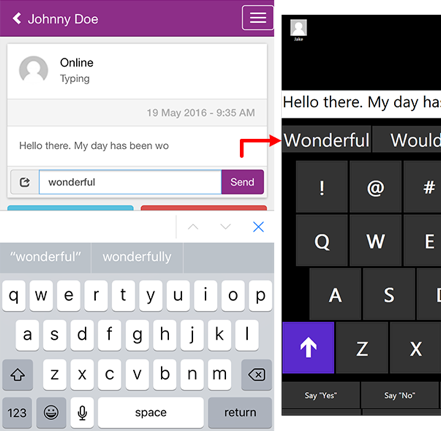 Johnny Doe
Online
Typing
19 May 2016 - 9:35 AM
Hello there. My day has been wo
wonderful
Send
"wonderful"
wonderfully
q w e r t y u i o p
a s d f g h j k l
z x c v b n m
123
space
return
Jake
Hello there. My day has
Wonderful
Would
! @ #
Q W E
A S
Z X
Say "Yes"
Say "No"